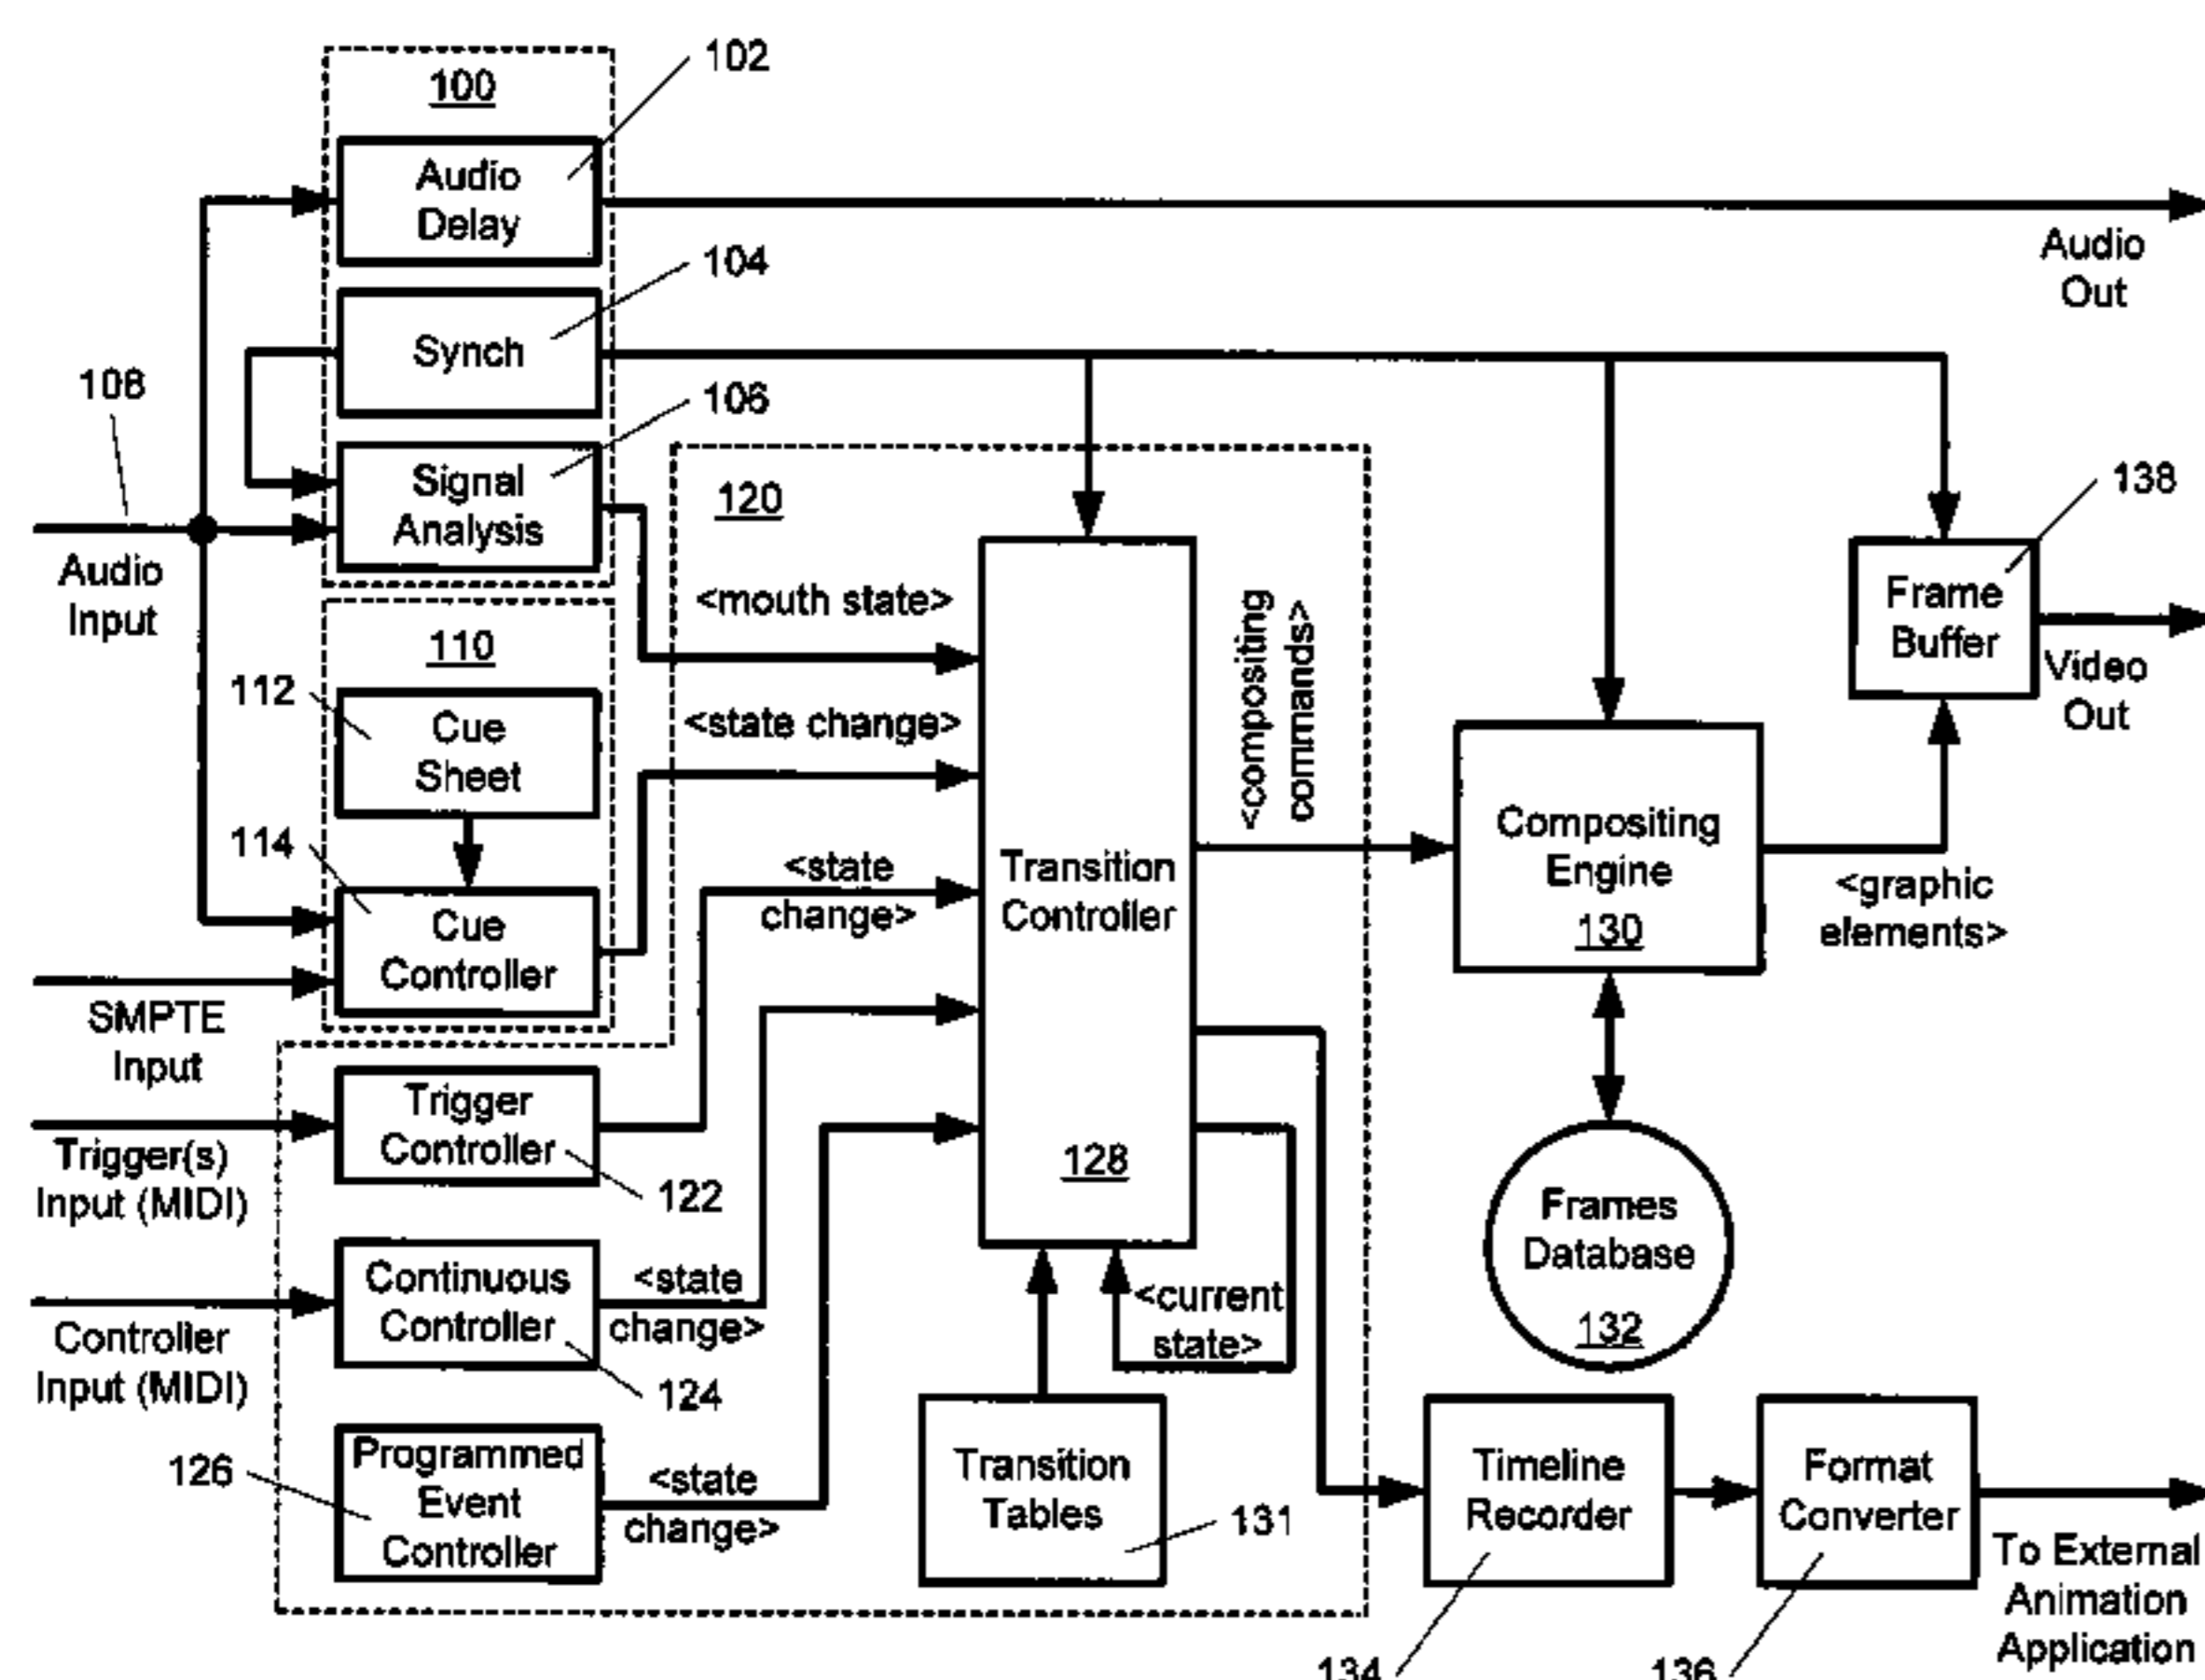 100
102
Audio
Delay
Audio
Out
104
Synch
108
106
Signal
Analysis
Audio
Input
120
138
Frame
Buffer
Video
Out
<mouth state>
<compositing
commands>
110
112
Cue
Sheet
<state change>
114
Cue
Controller
<state
change>
Transition
Controller
128
Compositing
Engine
130
<graphic
elements>
SMPTE
Input
Trigger
Controller
122
Trigger(s)
Input (MIDI)
Frames
Database
132
Continuous
Controller
124
<state
change>
<current
state>
Controller
Input (MIDI)
126
Programmed
Event
Controller
<state
change>
Transition
Tables
131
Timeline
Recorder
134
Format
Converter
136
To External
Animation
Application